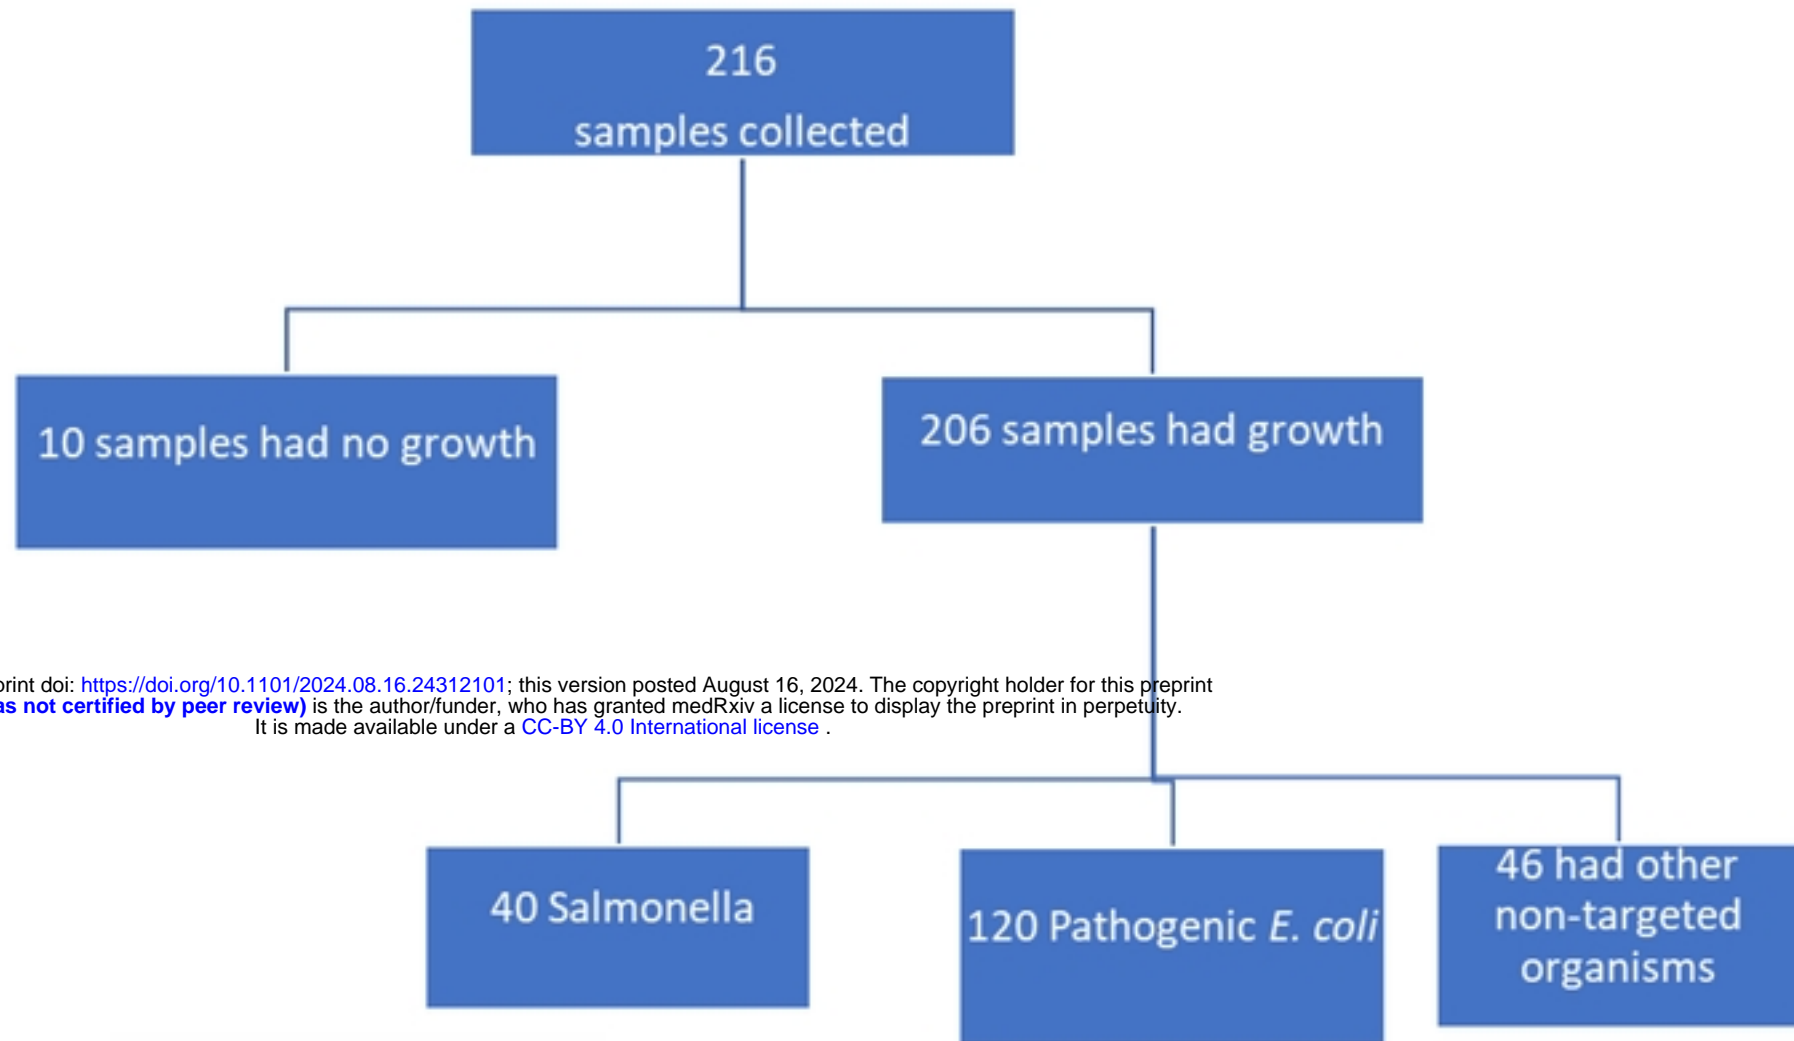 216
samples collected
10 samples had no growth
206 samples had growth
doi: https://doi.org/10.1101/2024.08.16.24312101; this version posted August 16, 2024. The copyright holder for this preprint
not certified by peer review) is the author/funder, who has granted medRxiv a license to display the preprint in perpetuity.
It is made available under a CC-BY 4.0 International license .
40 Salmonella
120 Pathogenic E. coli
46 had other
non-targeted
organisms